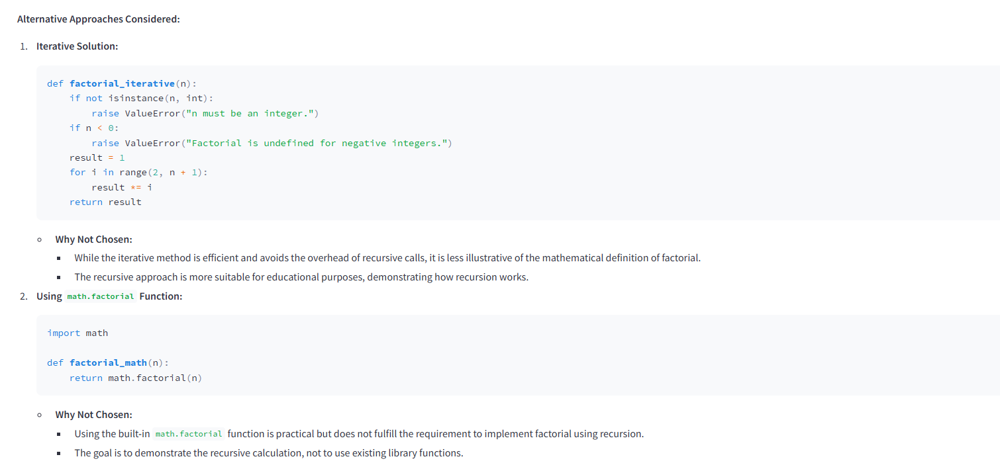 Alternative Approaches Considered:
1. Iterative Solution:
def factorial_iterative(n):
    if not isinstance(n, int):
        raise ValueError("n must be an integer.")
    if n < 0:
        raise ValueError("Factorial is undefined for negative integers.")
    result = 1
    for i in range(2, n + 1):
        result *= i
    return result
Why Not Chosen:
While the iterative method is efficient and avoids the overhead of recursive calls, it is less illustrative of the mathematical definition of factorial.
The recursive approach is more suitable for educational purposes, demonstrating how recursion works.
2. Using math.factorial Function:
import math
def factorial_math(n):
    return math.factorial(n)
Why Not Chosen:
Using the built-in math.factorial function is practical but does not fulfill the requirement to implement factorial using recursion.
The goal is to demonstrate the recursive calculation, not to use existing library functions.